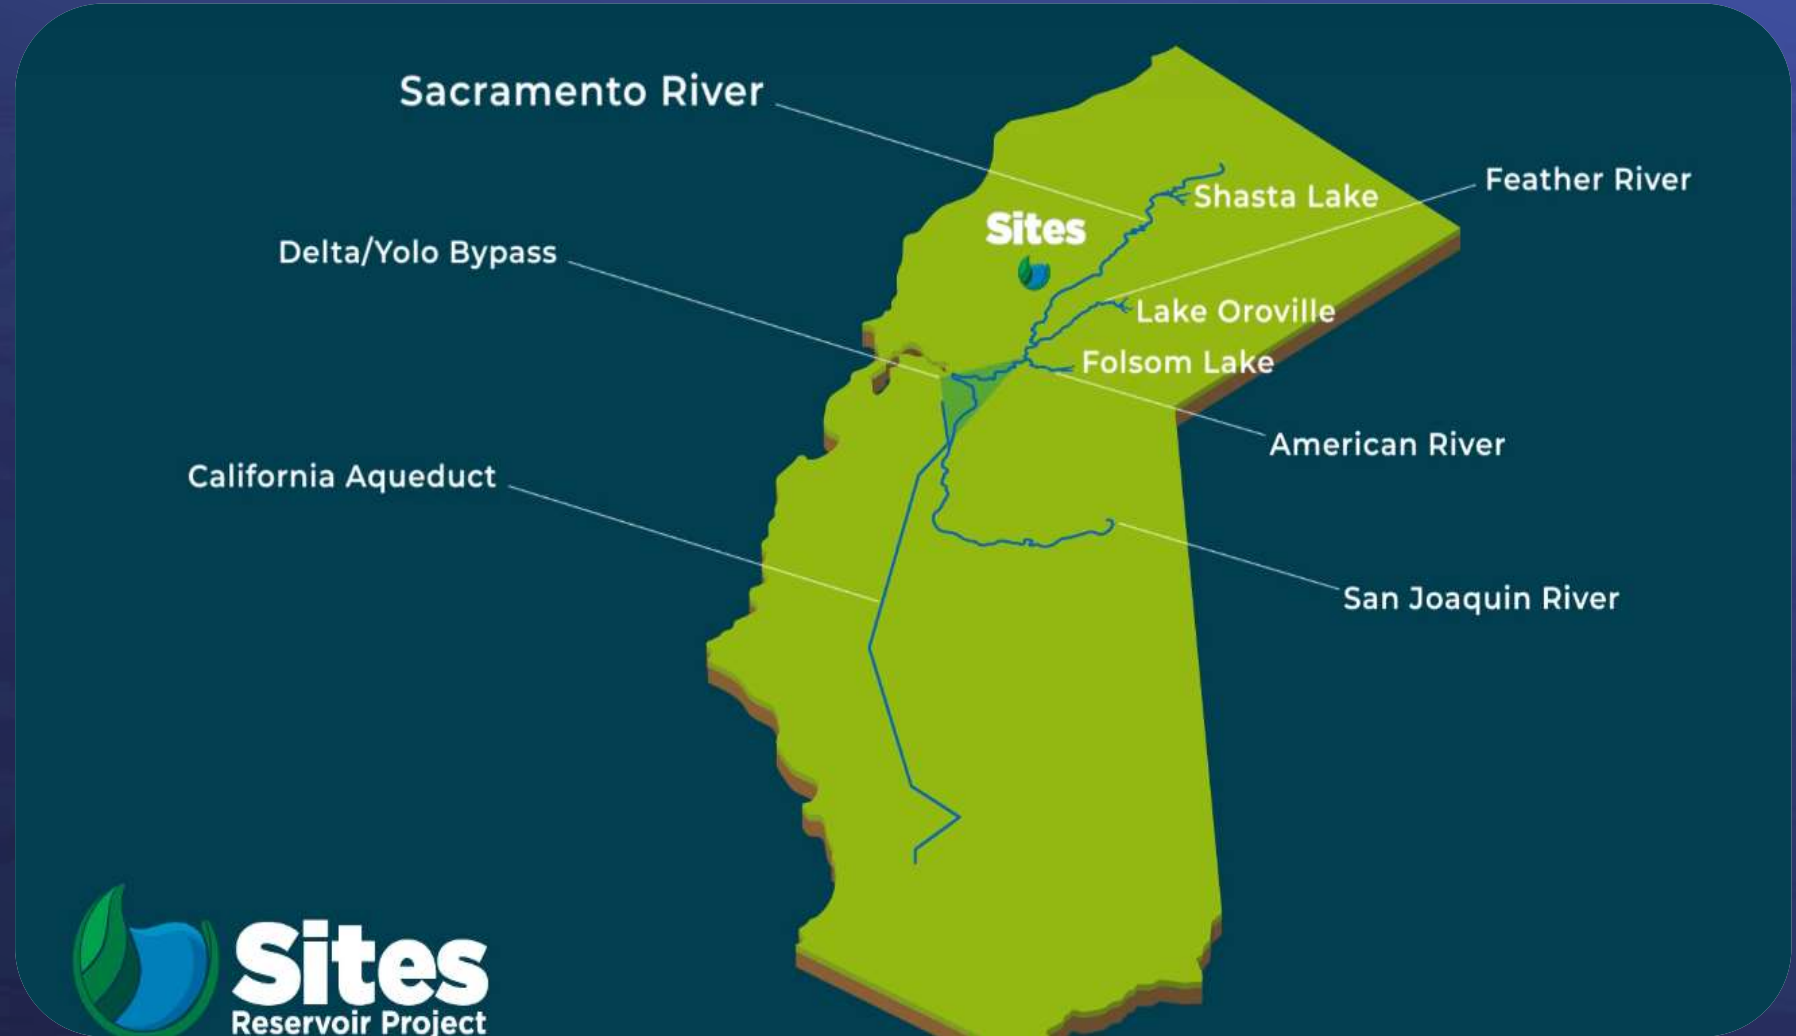 Sacramento River
Feather River
Shasta Lake
Sites
Delta/Yolo Bypass
Lake Oroville
Folsom Lake
American River
California Aqueduct
San Joaquin River
Sites
Reservoir Project